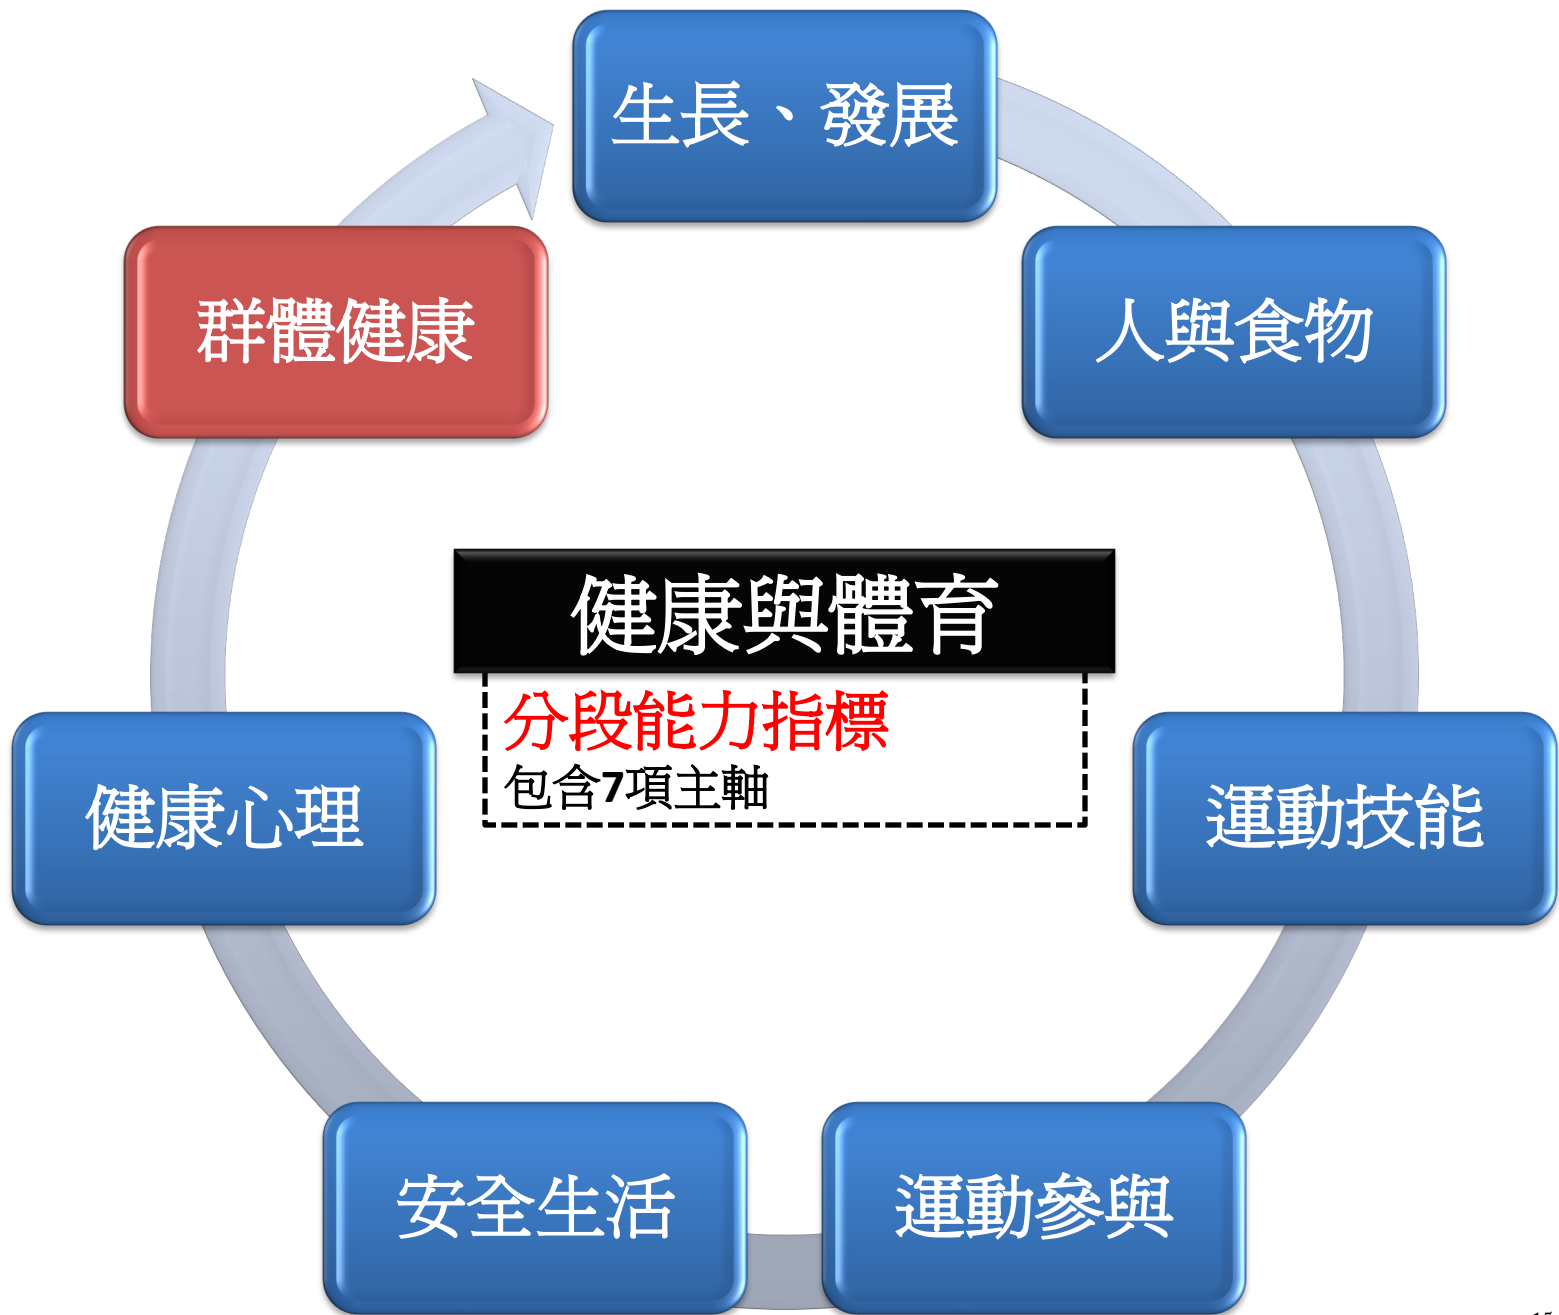 生長、發展
人與食物
運動技能
運動參與
安全生活
健康心理
群體健康
健康與體育
分段能力指標
包含7項主軸